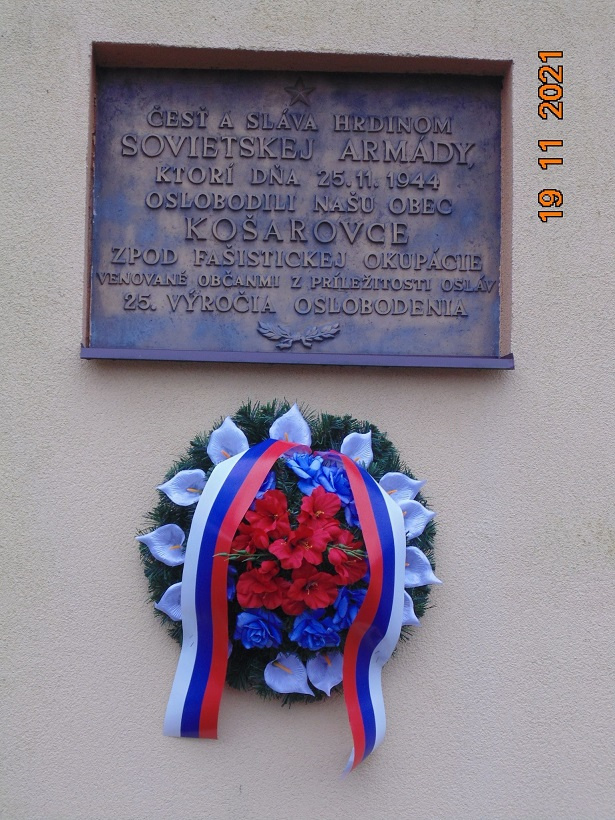 ČESŤ A SLÁVA HRDINOM
SOVIETSKEJ ARMÁDY,
KTORÍ DŇA 25.11.1944
OSLOBODILI NAŠU OBEC
KOŠAROVCE
ZPOD FAŠISTICKEJ OKUPÁCIE
VENOVANÉ OBČANMI Z PRÍLEŽITOSTI OSLÁV
25. VÝROČIA OSLOBODENIA
19 11 2021